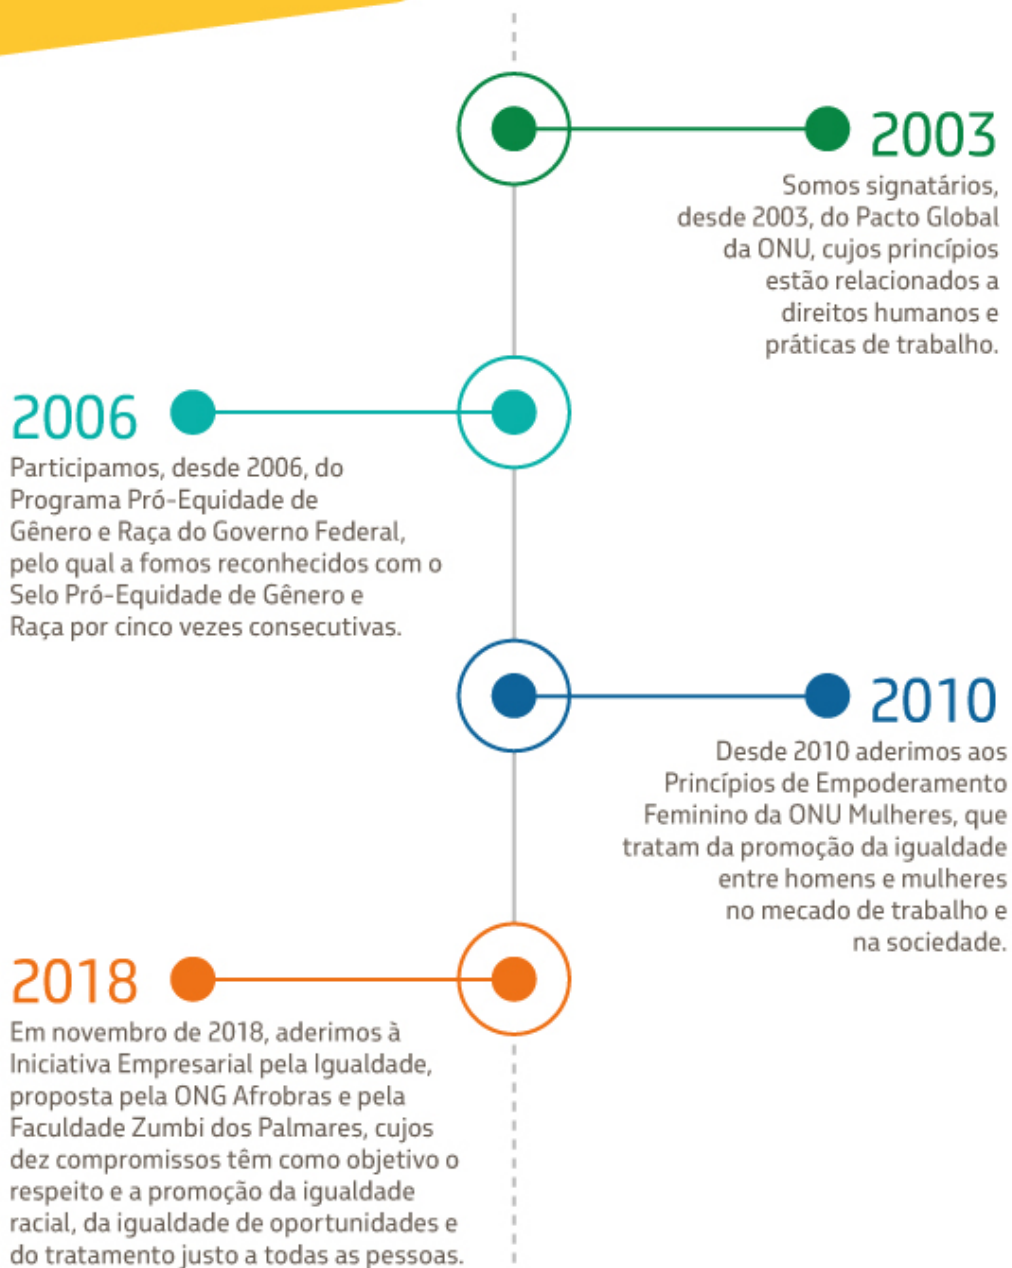 2003
Somos signatários,
desde 2003, do Pacto Global
da ONU, cujos princípios
estão relacionados a
direitos humanos e
práticas de trabalho.
2006
Participamos, desde 2006, do
Programa Pró-Equidade de
Gênero e Raça do Governo Federal,
pelo qual a fomos reconhecidos com o
Selo Pró-Equidade de Gênero e
Raça por cinco vezes consecutivas.
2010
Desde 2010 aderimos aos
Princípios de Empoderamento
Feminino da ONU Mulheres, que
tratam da promoção da igualdade
entre homens e mulheres
no mecado de trabalho e
na sociedade.
2018
Em novembro de 2018, aderimos à
Iniciativa Empresarial pela Igualdade,
proposta pela ONG Afrobras e pela
Faculdade Zumbi dos Palmares, cujos
dez compromissos têm como objetivo o
respeito e a promoção da igualdade
racial, da igualdade de oportunidades e
do tratamento justo a todas as pessoas.